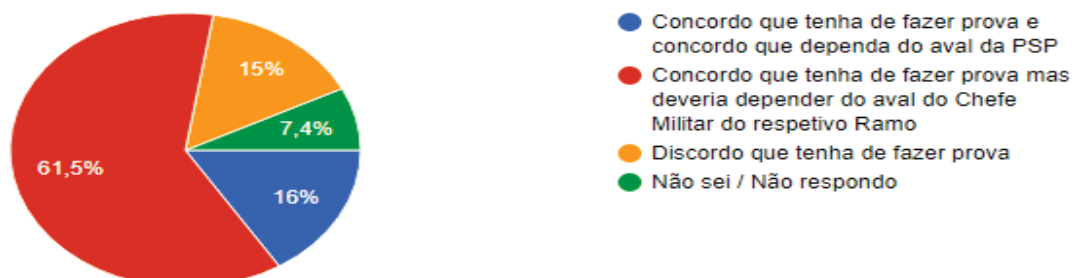 15%
7,4%
61,5%
16%
Concordo que tenha de fazer prova e
concordo que dependa do aval da PSP
Concordo que tenha de fazer prova mas
deveria depender do aval do Chefe
Militar do respetivo Ramo
Discordo que tenha de fazer prova
Não sei / Não respondo